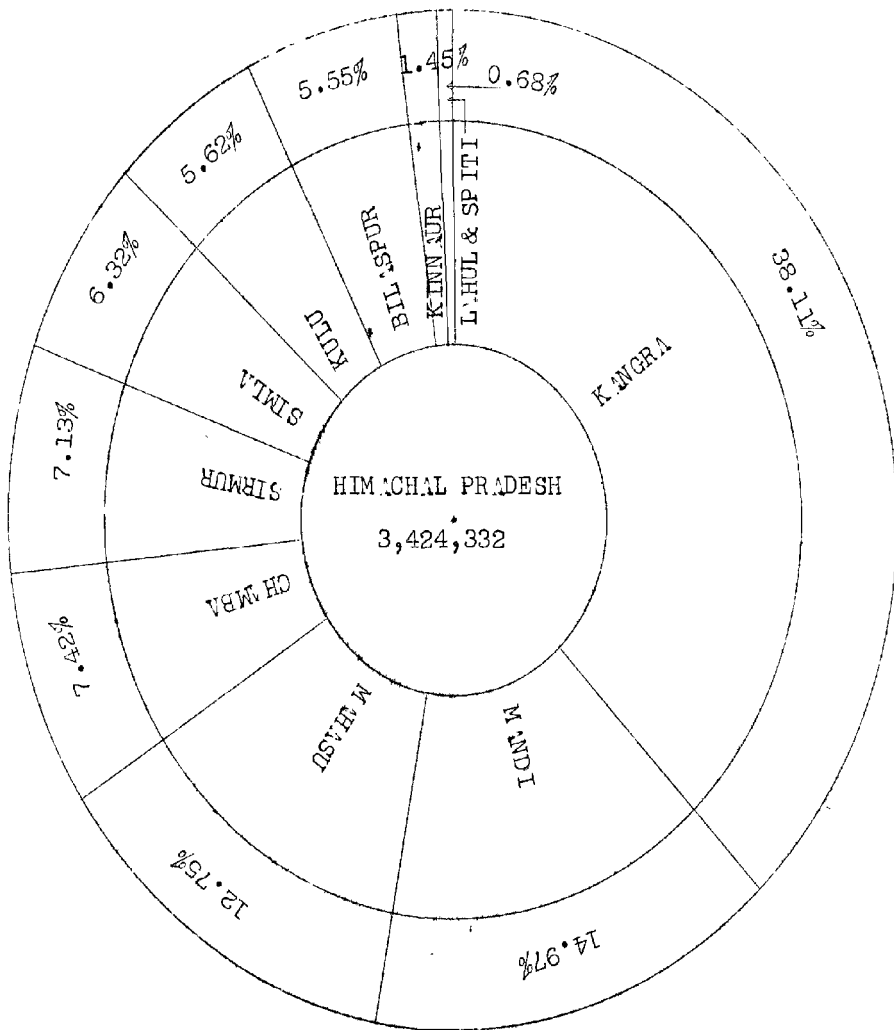 HIMACHAL PRADESH
3,424,332
KANGRA
38.11%
MANDI
14.97%
MAHASU
12.75%
CHAMBA
7.42%
SIRMUR
7.13%
SIMLA
6.32%
KULU
5.62%
BILASPUR
5.55%
KINNAUR
1.45%
LAHUL & SPITI
0.68%